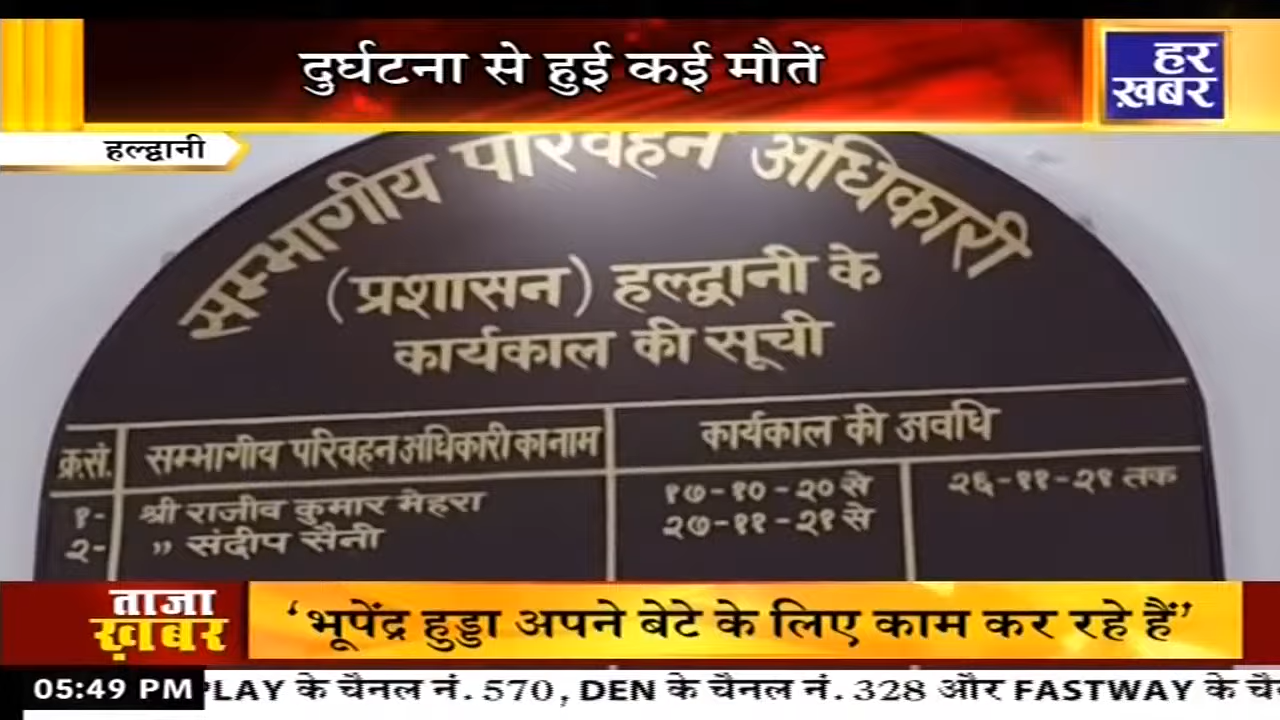 दुर्घटना से हुई कई मौतें
हर
ख़बर
हल्द्वानी
सम्भागीय परिवहन अधिकारी
(प्रशासन) हल्द्वानी के
कार्यकाल की सूची
क्र.सं. सम्भागीय परिवहन अधिकारी का नाम कार्यकाल की अवधि
१- श्री राजीव कुमार मेहरा १७-१०-२० से २६-११-२१ तक
२- ,, संदीप सैनी २७-११-२१ से
ताजा
ख़बर
‘भूपेंद्र हुड्डा अपने बेटे के लिए काम कर रहे हैं’
05:49 PM PLAY के चैनल नं. 570, DEN के चैनल नं. 328 और FASTWAY के